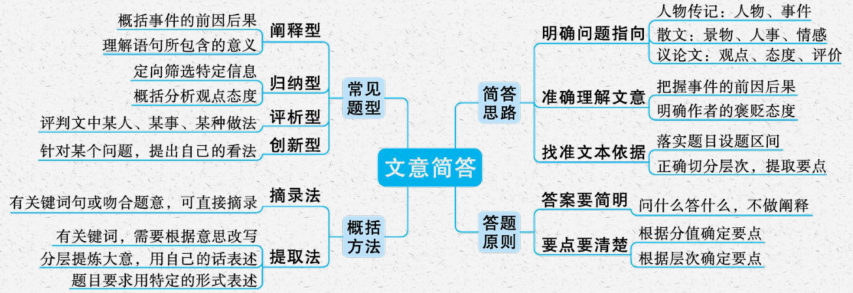 文意简答
常见
题型
阐释型
概括事件的前因后果
理解语句所包含的意义
归纳型
定向筛选特定信息
概括分析观点态度
评析型
评判文中某人、某事、某种做法
创新型
针对某个问题，提出自己的看法
概括
方法
摘录法
有关键词句或吻合题意，可直接摘录
提取法
有关键词，需要根据意思改写
分层提炼大意，用自己的话表述
题目要求用特定的形式表述
简答
思路
明确问题指向
人物传记：人物、事件
散文：景物、人事、情感
议论文：观点、态度、评价
准确理解文意
把握事件的前因后果
明确作者的褒贬态度
找准文本依据
落实题目设题区间
正确切分层次，提取要点
答题
原则
答案要简明
问什么答什么，不做阐释
要点要清楚
根据分值确定要点
根据层次确定要点